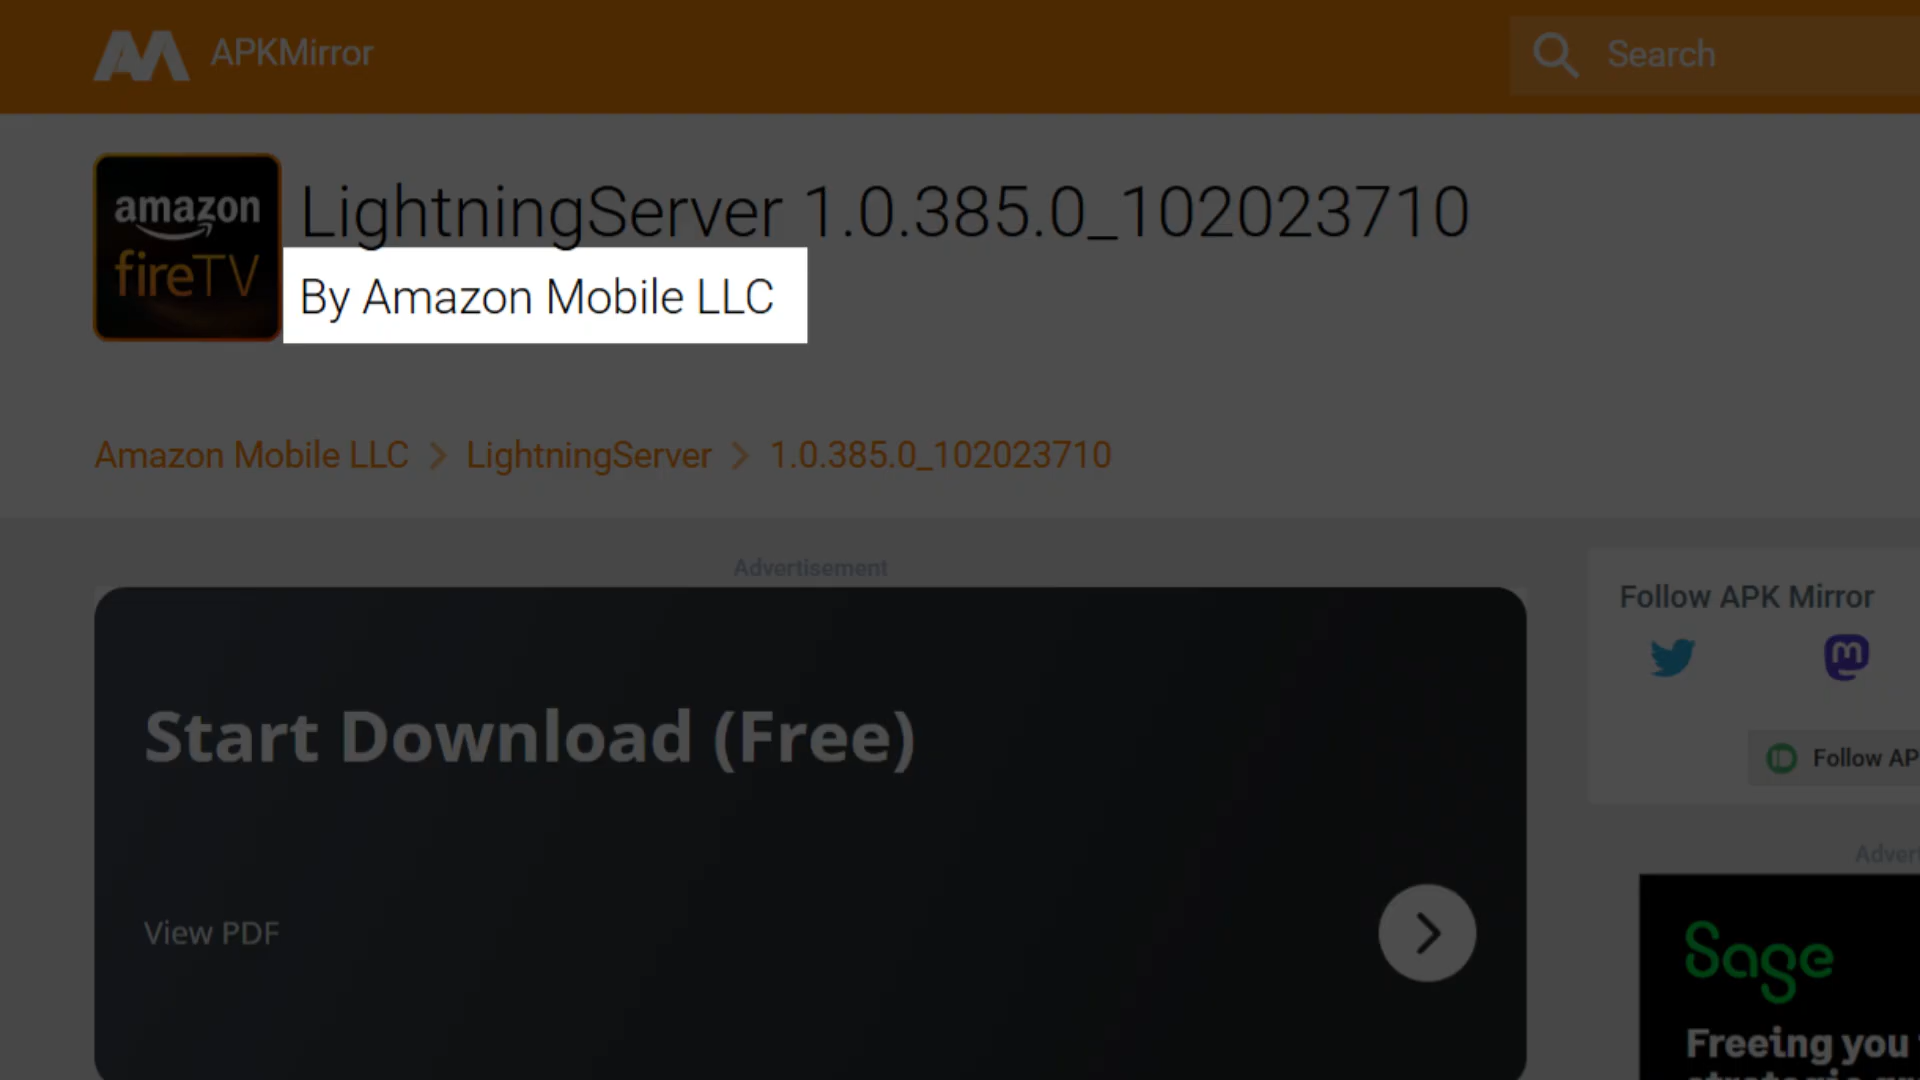 APKMirror
Search
amazon
fireTV
LightningServer 1.0.385.0_102023710
By Amazon Mobile LLC
Amazon Mobile LLC > LightningServer > 1.0.385.0_102023710
Advertisement
Follow APK Mirror
Start Download (Free)
Follow AP
Advert
View PDF
Sage
Freeing you